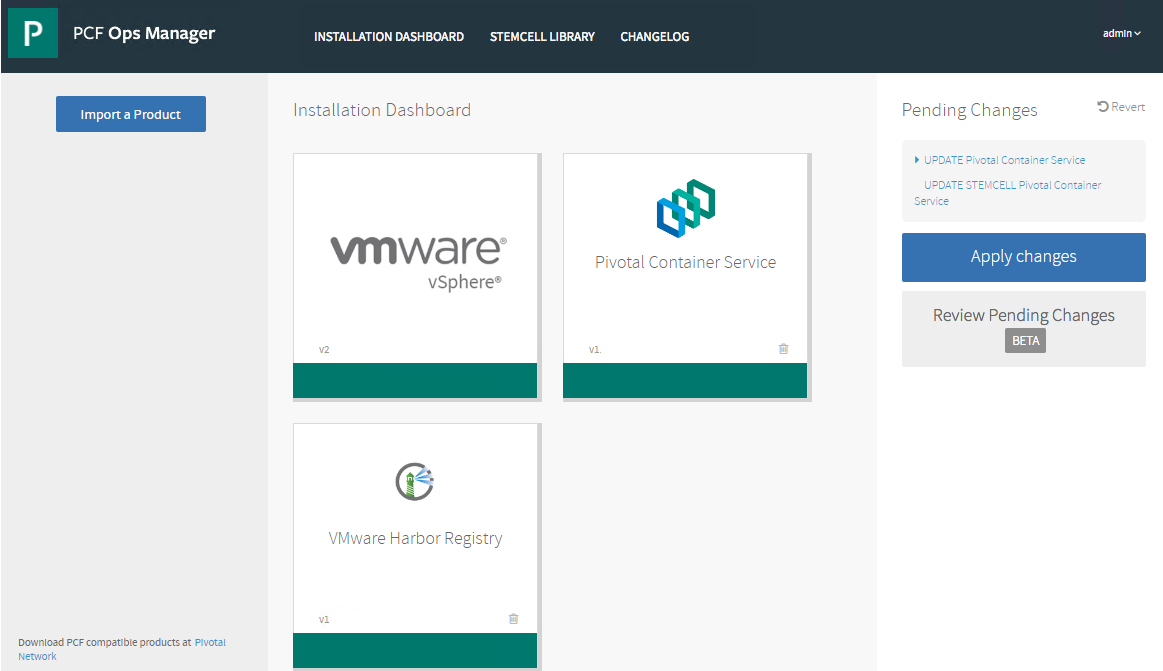 P PCF Ops Manager INSTALLATION DASHBOARD STEMCELL LIBRARY CHANGELOG admin
Import a Product
Installation Dashboard
vmware®
vSphere®
v2
Pivotal Container Service
v1.
VMware Harbor Registry
v1
Pending Changes Revert
UPDATE Pivotal Container Service
UPDATE STEMCELL Pivotal Container
Service
Apply changes
Review Pending Changes
BETA
Download PCF compatible products at Pivotal
Network